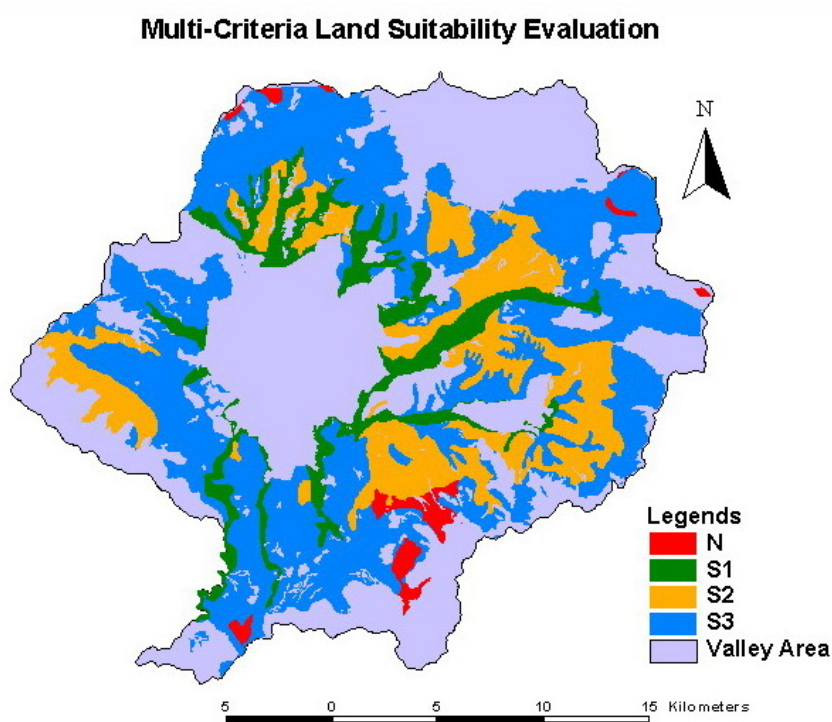 Multi-Criteria Land Suitability Evaluation
N
Legends
N
S1
S2
S3
Valley Area
5 0 5 10 15 Kilometers